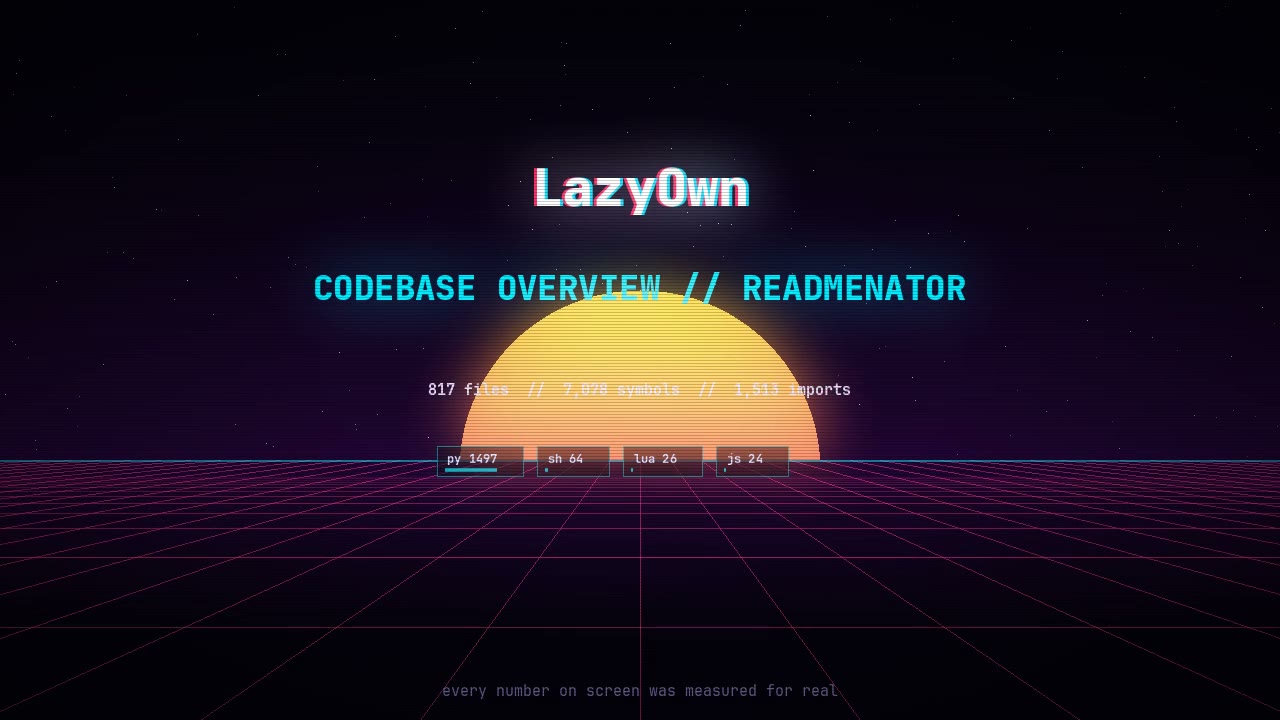 LazyOwn
CODEBASE OVERVIEW // READMENATOR
817 files // 7,078 symbols // 1,513 imports
py 1497 sh 64 lua 26 js 24
every number on screen was measured for real